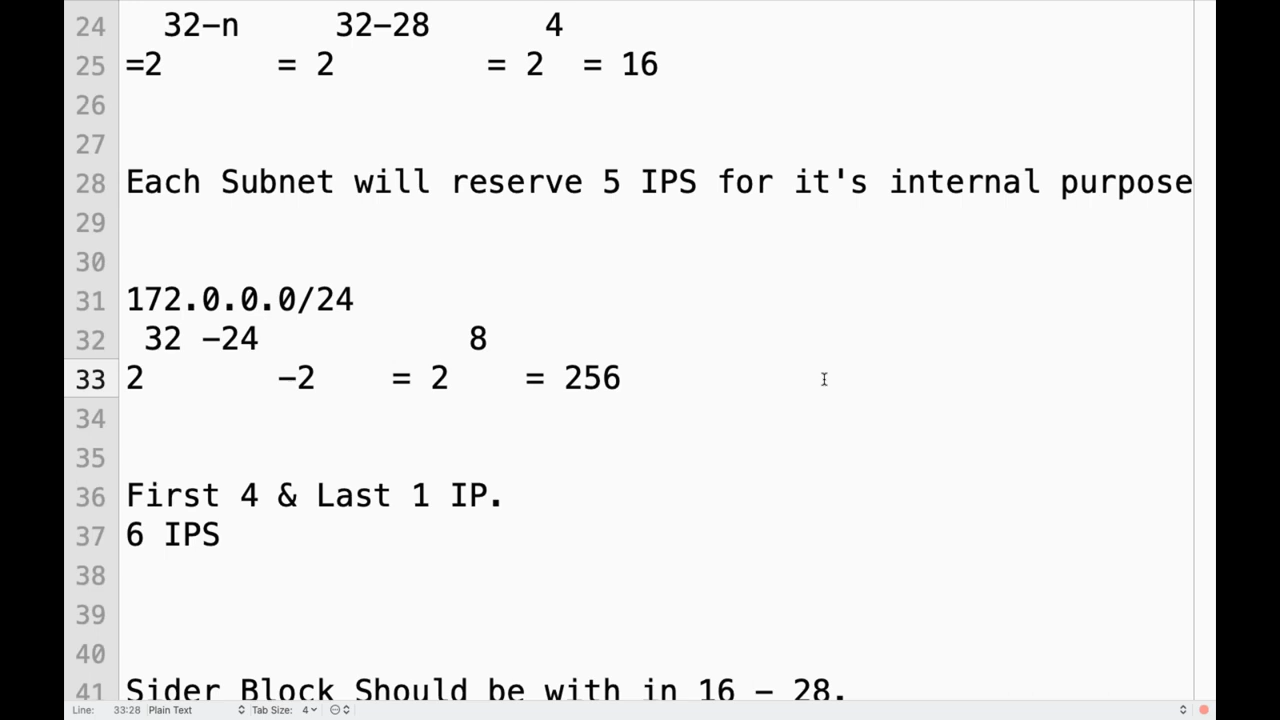 24 32-n 32-28 4
25 =2 = 2 = 2 = 16
26
27
28 Each Subnet will reserve 5 IPS for it's internal purpose
29
30
31 172.0.0.0/24
32 32 -24 8
33 2 -2 = 2 = 256
34
35
36 First 4 & Last 1 IP.
37 6 IPS
38
39
40
41 Sider Block Should be with in 16 - 28.
Line: 33:28 Plain Text Tab Size: 4